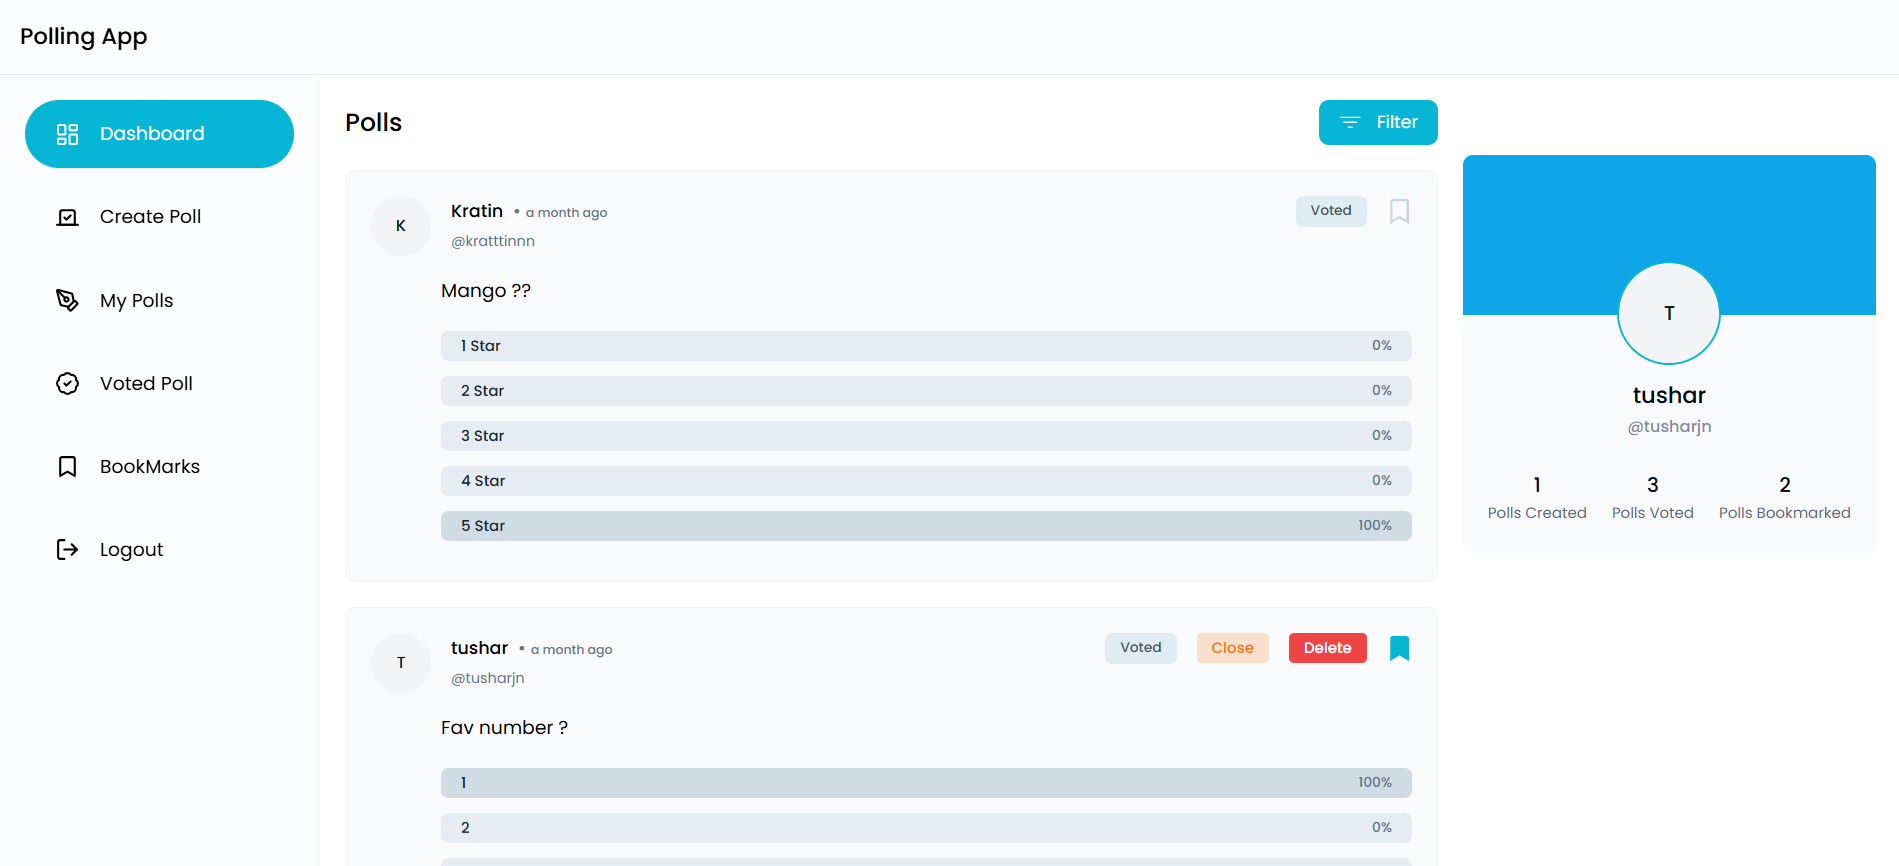 Polling App
Dashboard
Create Poll
My Polls
Voted Poll
BookMarks
Logout
Polls
Filter
K
Kratin • a month ago
@kratttinnn
Voted
Mango ??
1 Star 0%
2 Star 0%
3 Star 0%
4 Star 0%
5 Star 100%
T
tushar • a month ago
@tusharjn
Voted Close Delete
Fav number ?
1 100%
2 0%
T
tushar
@tusharjn
1 3 2
Polls Created Polls Voted Polls Bookmarked